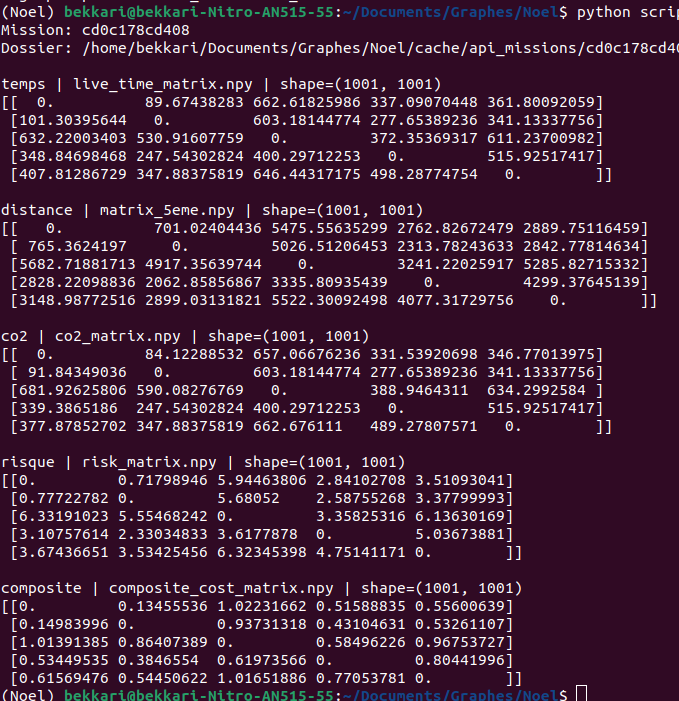 (Noel) bekkari@bekkari-Nitro-AN515-55:~/Documents/Graphes/Noel$ python scrip
Mission: cd0c178cd408
Dossier: /home/bekkari/Documents/Graphes/Noel/cache/api_missions/cd0c178cd40
temps | live_time_matrix.npy | shape=(1001, 1001)
[[  0.          89.67438283 662.61825986 337.09070448 361.80092059]
 [101.30395644   0.         603.18144774 277.65389236 341.13337756]
 [632.22003403 530.91607759   0.         372.35369317 611.23700982]
 [348.84698468 247.54302824 400.29712253   0.         515.92517417]
 [407.81286729 347.88375819 646.44317175 498.28774754   0.        ]]
distance | matrix_5eme.npy | shape=(1001, 1001)
[[   0.          701.02404436 5475.55635299 2762.82672479 2889.75116459]
 [ 765.3624197     0.         5026.51206453 2313.78243633 2842.77814634]
 [5682.71881713 4917.35639744    0.         3241.22025917 5285.82715332]
 [2828.22098836 2062.85856867 3335.80935439    0.         4299.37645139]
 [3148.98772516 2899.03131821 5522.30092498 4077.31729756    0.        ]]
co2 | co2_matrix.npy | shape=(1001, 1001)
[[  0.          84.12288532 657.06676236 331.53920698 346.77013975]
 [ 91.84349036   0.         603.18144774 277.65389236 341.13337756]
 [681.92625806 590.08276769   0.         388.9464311  634.2992584 ]
 [339.3865186  247.54302824 400.29712253   0.         515.92517417]
 [377.87852702 347.88375819 662.676111   489.27807571   0.        ]]
risque | risk_matrix.npy | shape=(1001, 1001)
[[0.         0.71798946 5.94463806 2.84102708 3.51093041]
 [0.77722782 0.         5.68052    2.58755268 3.37799993]
 [6.33191023 5.55468242 0.         3.35825316 6.13630169]
 [3.10757614 2.33034833 3.6177878  0.         5.03673881]
 [3.67436651 3.53425456 6.32345398 4.75141171 0.        ]]
composite | composite_cost_matrix.npy | shape=(1001, 1001)
[[0.         0.13455536 1.02231662 0.51588835 0.55600639]
 [0.14983996 0.         0.93731318 0.43104631 0.53261107]
 [1.01391385 0.86407389 0.         0.58496226 0.96753727]
 [0.53449535 0.3846554  0.61973566 0.         0.80441996]
 [0.61569476 0.54450622 1.01651886 0.77053781 0.        ]]
(Noel) bekkari@bekkari-Nitro-AN515-55:~/Documents/Graphes/Noel$